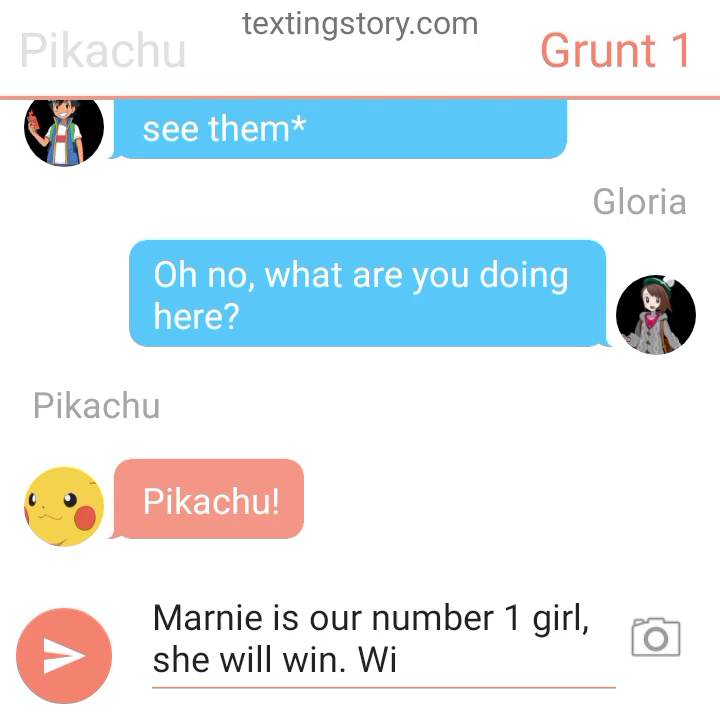 textingstory.com
Pikachu
Grunt 1
see them*
Gloria
Oh no, what are you doing
here?
Pikachu
Pikachu!
Marnie is our number 1 girl,
she will win. Wi